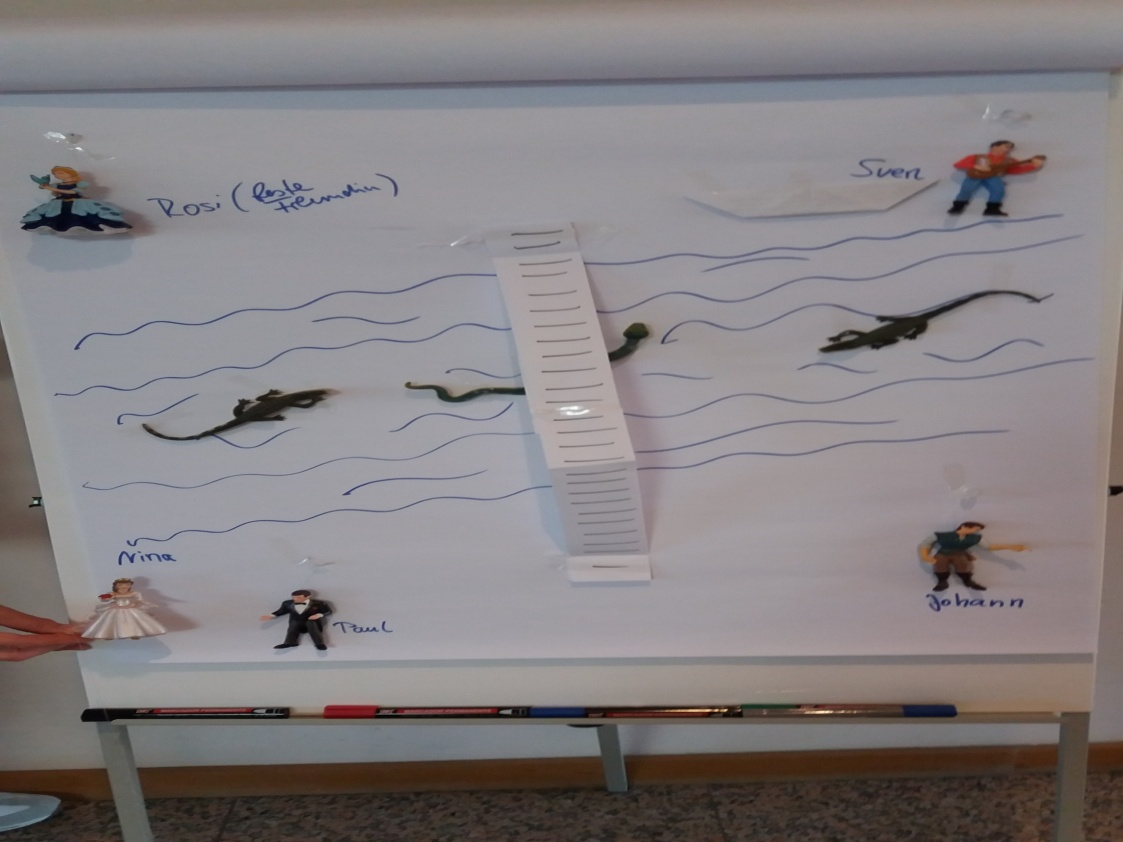 Rosi (beste
Freundin)
Sven
Nina
Paul
Johann